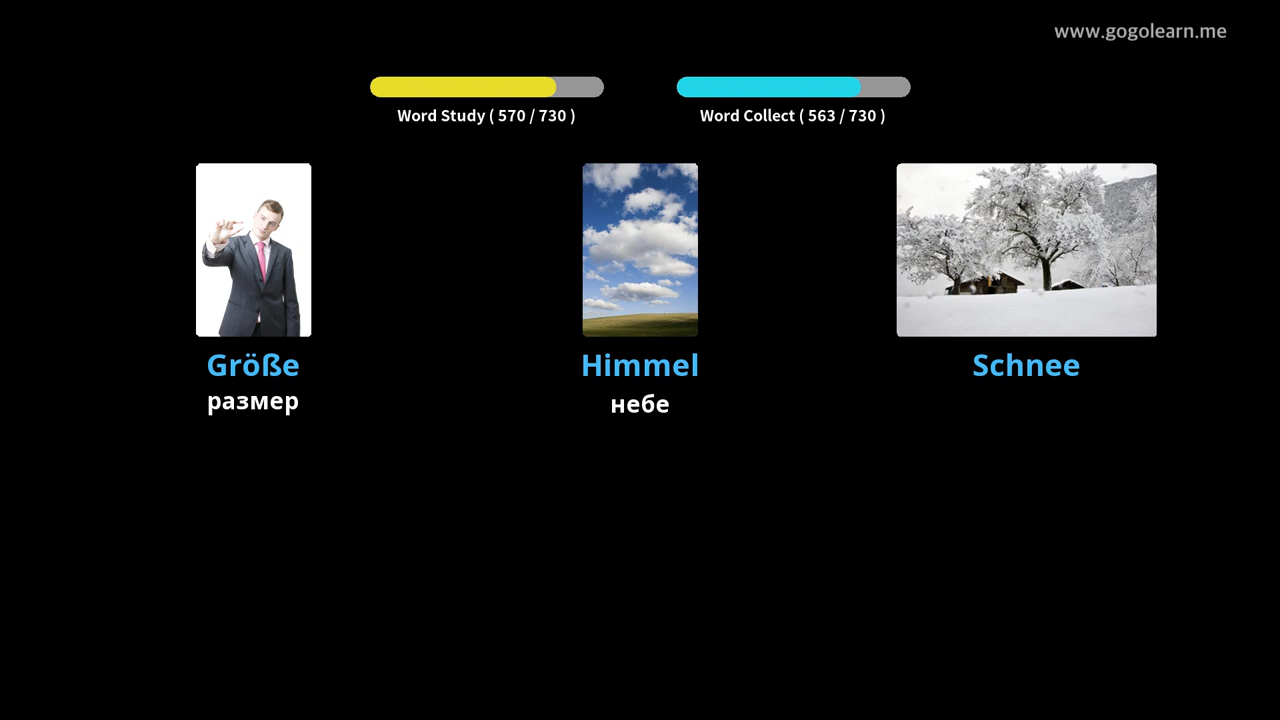 www.gogolearn.me
Word Study ( 570 / 730 )
Word Collect ( 563 / 730 )
Größe
размер
Himmel
небе
Schnee